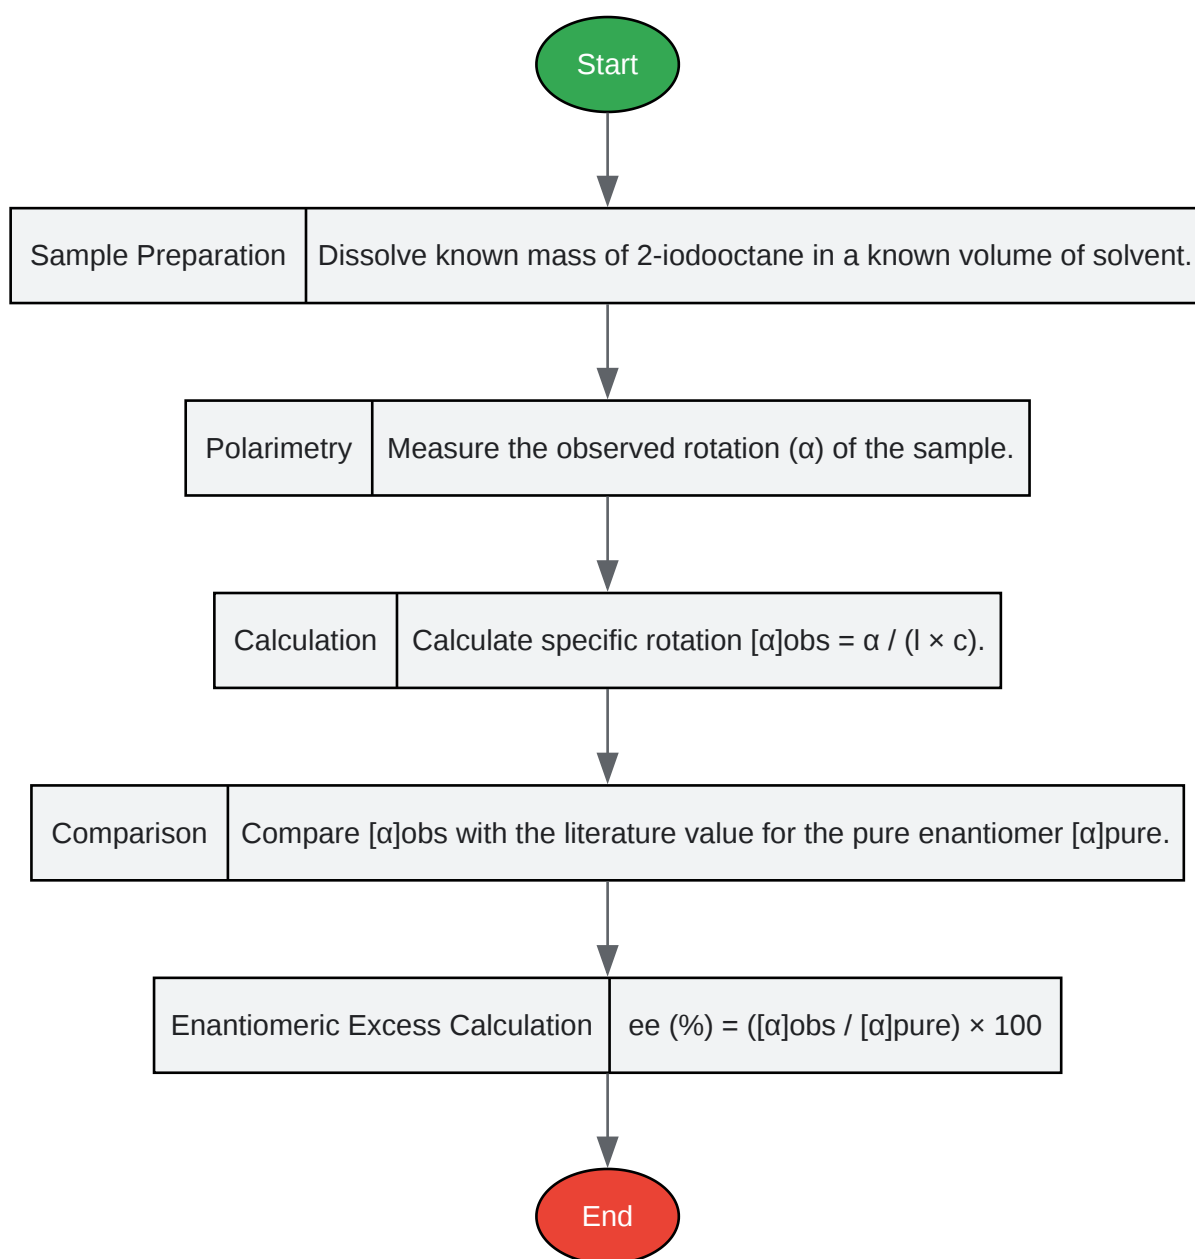 Start
Sample Preparation Dissolve known mass of 2-iodooctane in a known volume of solvent.
Polarimetry Measure the observed rotation (α) of the sample.
Calculation Calculate specific rotation [α]obs = α / (l × c).
Comparison Compare [α]obs with the literature value for the pure enantiomer [α]pure.
Enantiomeric Excess Calculation ee (%) = ([α]obs / [α]pure) × 100
End